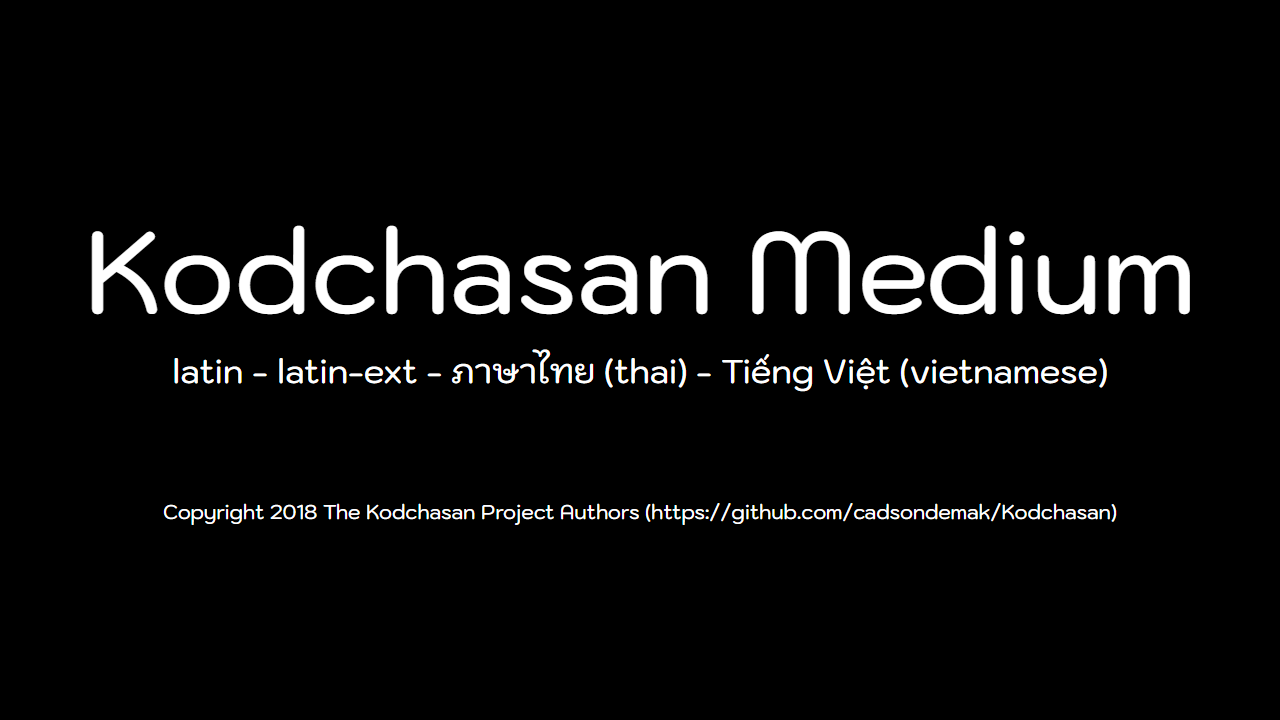 Kodchasan Medium
latin - latin-ext - ภาษาไทย (thai) - Tiếng Việt (vietnamese)
Copyright 2018 The Kodchasan Project Authors (https://github.com/cadsondemak/Kodchasan)